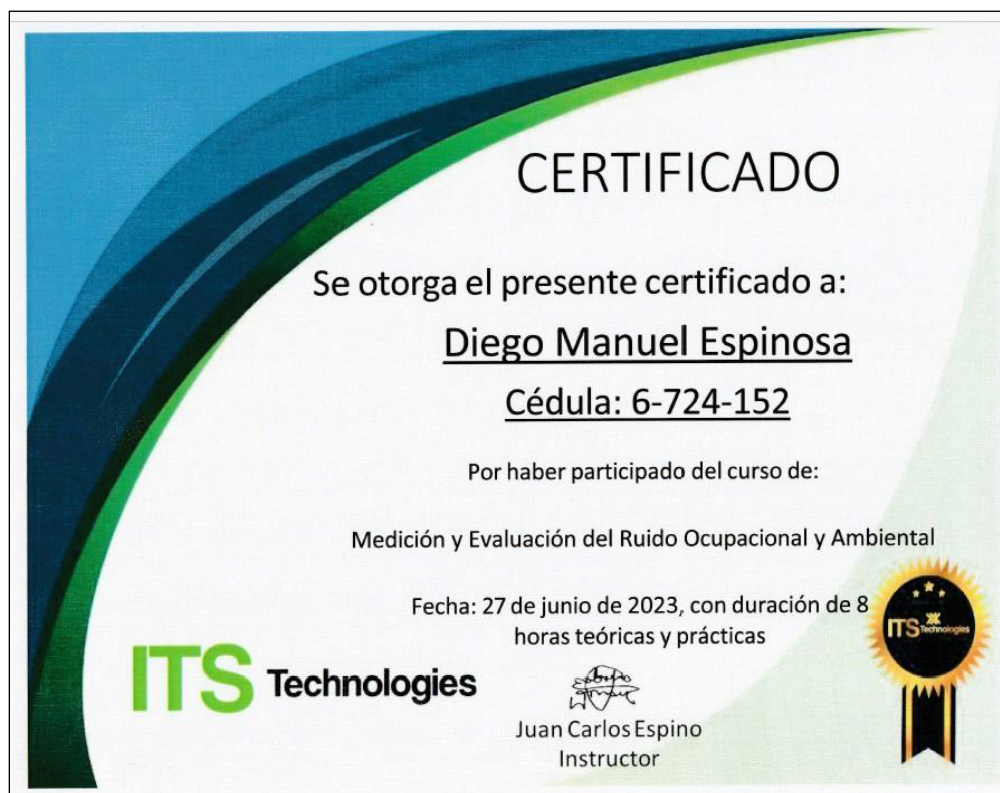 CERTIFICADO
Se otorga el presente certificado a:
Diego Manuel Espinosa
Cédula: 6-724-152
Por haber participado del curso de:
Medición y Evaluación del Ruido Ocupacional y Ambiental
Fecha: 27 de junio de 2023, con duración de 8
horas teóricas y prácticas
ITS Technologies
ITS Technologies
Juan Carlos Espino
Instructor